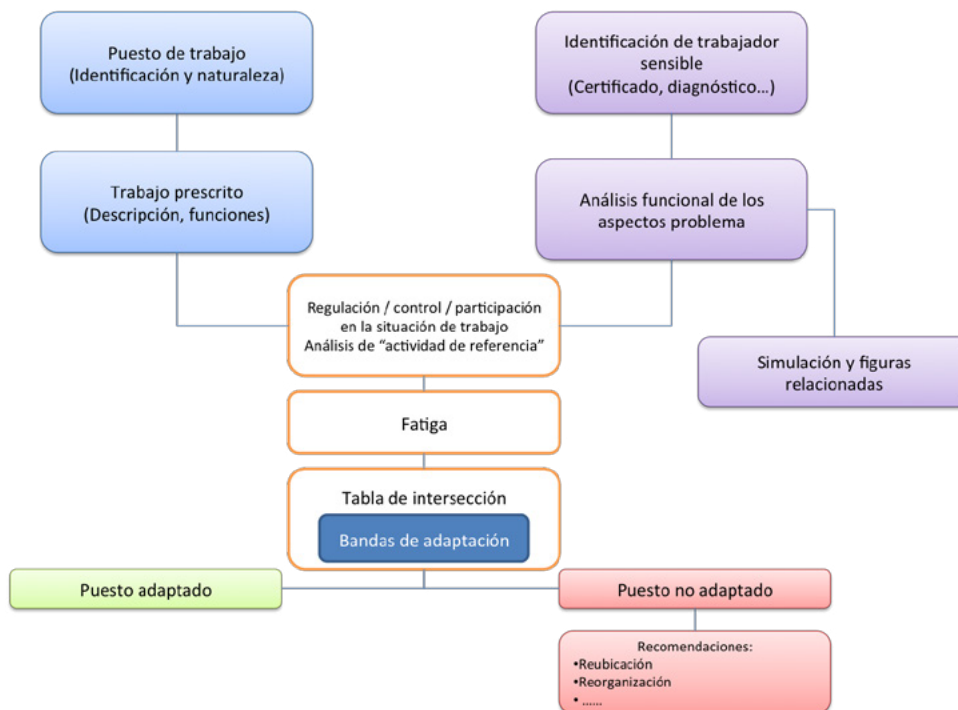 Puesto de trabajo
(Identificación y naturaleza)
Identificación de trabajador
sensible
(Certificado, diagnóstico...)
Trabajo prescrito
(Descripción, funciones)
Análisis funcional de los
aspectos problema
Regulación / control / participación
en la situación de trabajo
Análisis de “actividad de referencia”
Simulación y figuras
relacionadas
Fatiga
Tabla de intersección
Bandas de adaptación
Puesto adaptado
Puesto no adaptado
Recomendaciones:
•Reubicación
•Reorganización
• ......